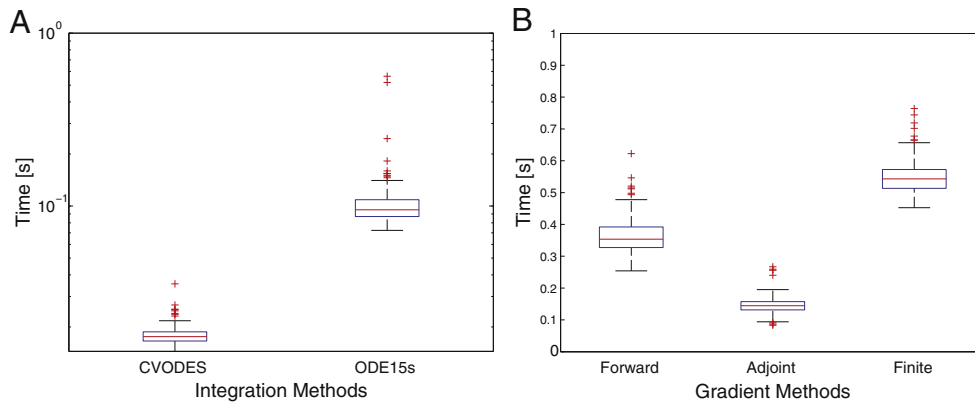 A
10^0
10^-1
Time [s]
CVODES
ODE15s
Integration Methods
B
1
0.9
0.8
0.7
0.6
0.5
0.4
0.3
0.2
0.1
0
Time [s]
Forward
Adjoint
Finite
Gradient Methods